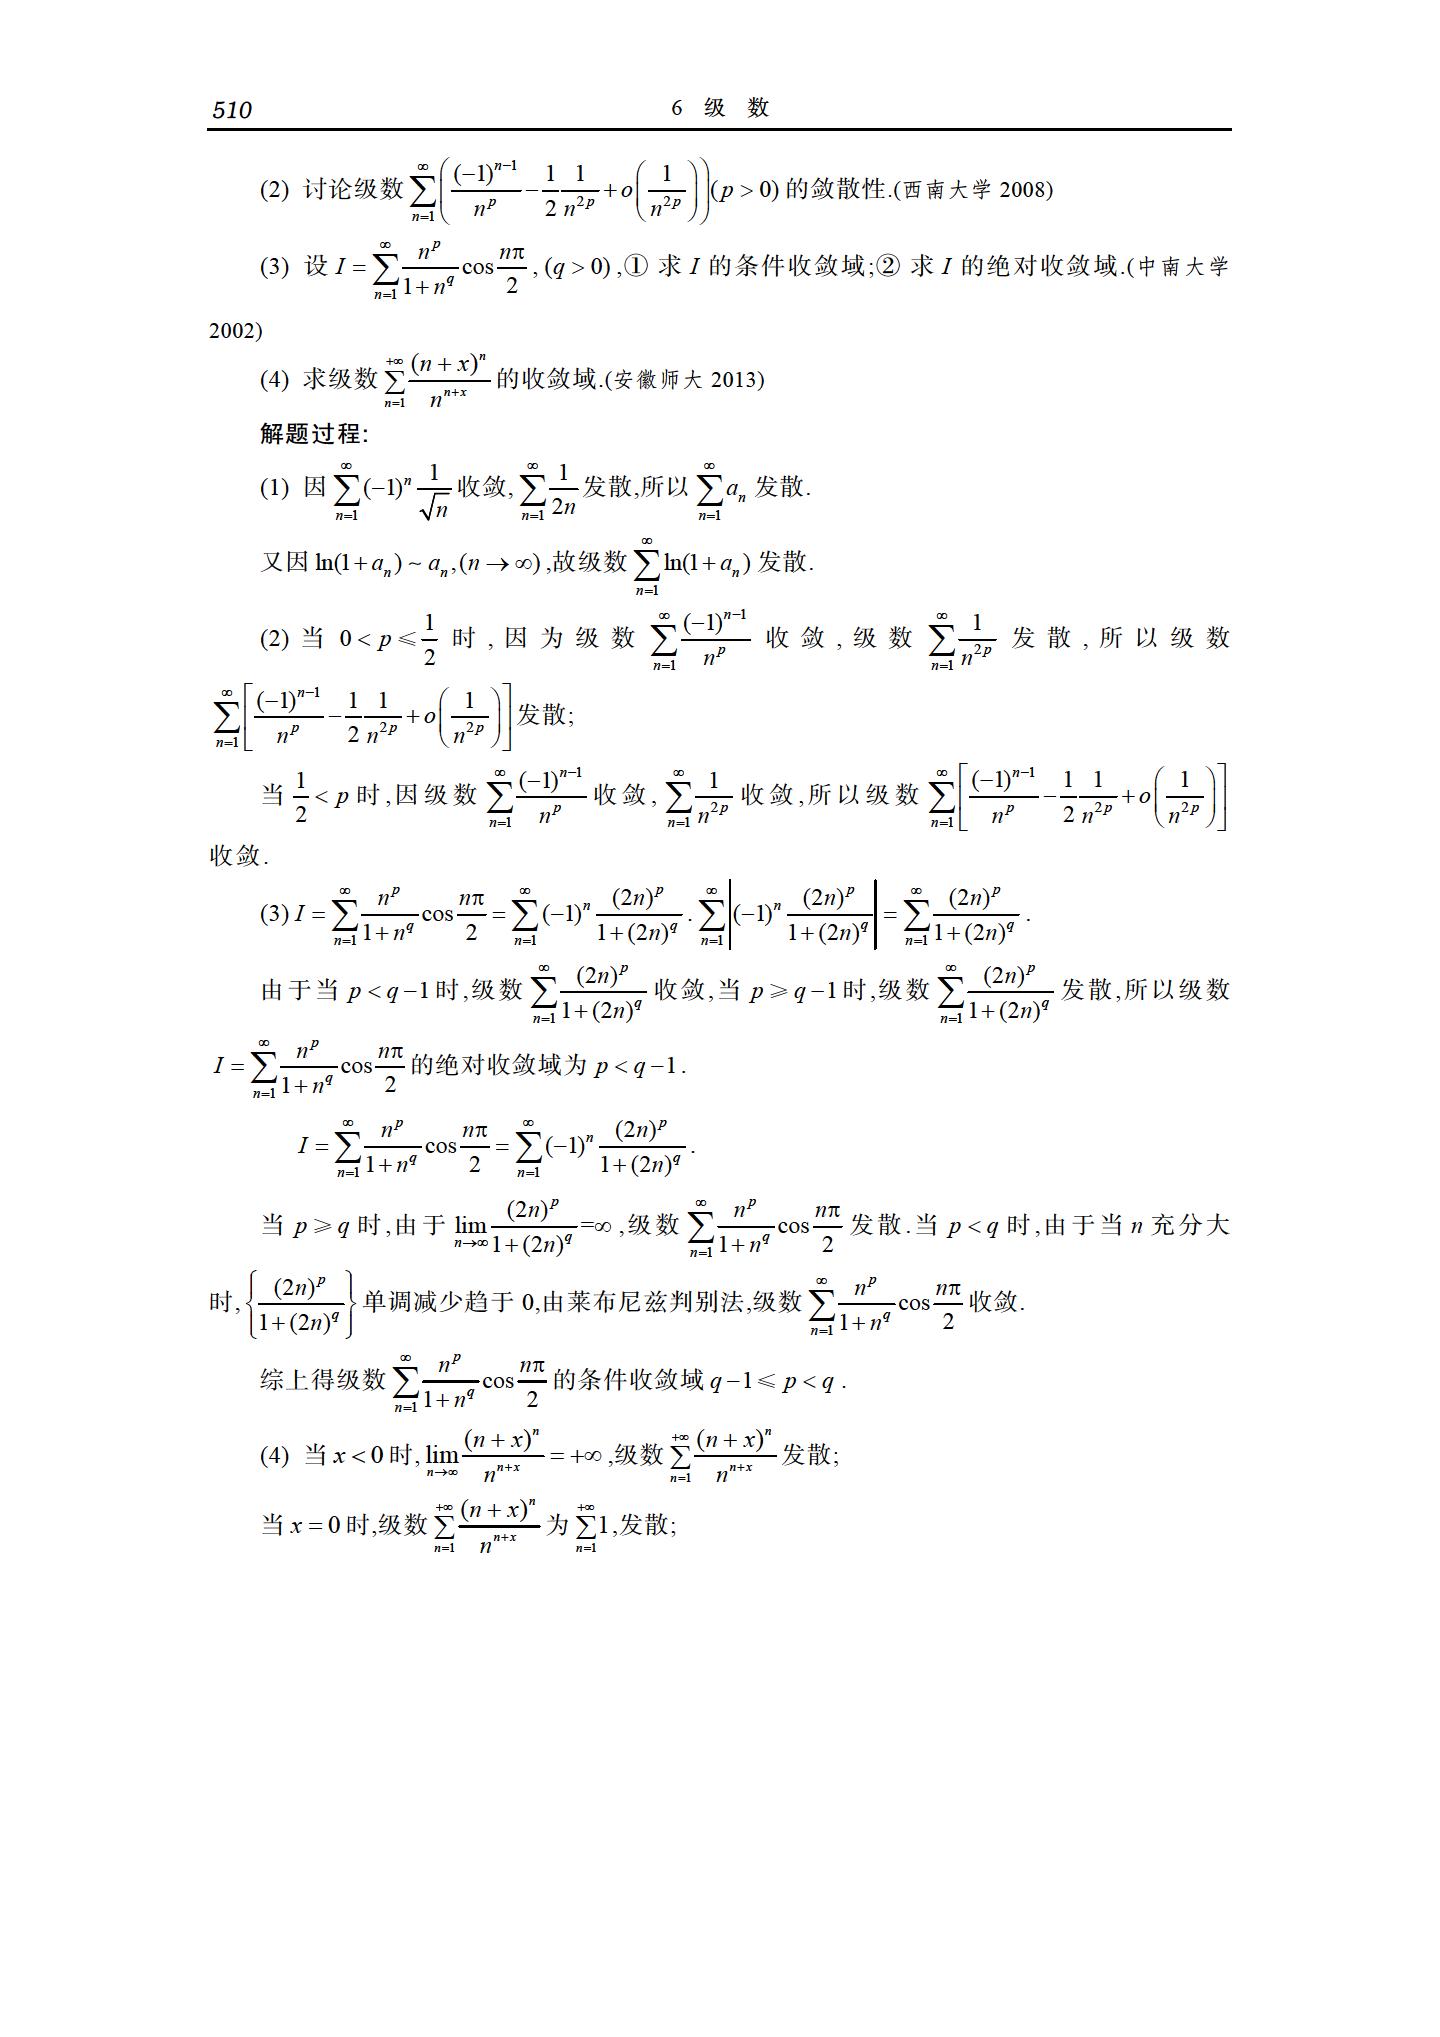 510 6 级 数
(2) 讨论级数 $\sum_{n=1}^{\infty}\left(\frac{(-1)^{n-1}}{n^p}-\frac{1}{2}\frac{1}{n^{2p}}+o\left(\frac{1}{n^{2p}}\right)\right)(p>0)$ 的敛散性.(西南大学 2008)
(3) 设 $I=\sum_{n=1}^{\infty}\frac{n^p}{1+n^q}\cos\frac{n\pi}{2}$ , $(q>0)$ ,① 求 $I$ 的条件收敛域;② 求 $I$ 的绝对收敛域.(中南大学
2002)
(4) 求级数 $\sum_{n=1}^{+\infty}\frac{(n+x)^n}{n^{n+x}}$ 的收敛域.(安徽师大 2013)
解题过程:
(1) 因 $\sum_{n=1}^{\infty}(-1)^n\frac{1}{\sqrt{n}}$ 收敛, $\sum_{n=1}^{\infty}\frac{1}{2n}$ 发散,所以 $\sum_{n=1}^{\infty}a_n$ 发散.
又因 $\ln(1+a_n)\sim a_n,(n\to\infty)$ ,故级数 $\sum_{n=1}^{\infty}\ln(1+a_n)$ 发散.
(2) 当 $0<p\leqslant\frac{1}{2}$ 时 , 因 为 级 数 $\sum_{n=1}^{\infty}\frac{(-1)^{n-1}}{n^p}$ 收 敛 , 级 数 $\sum_{n=1}^{\infty}\frac{1}{n^{2p}}$ 发 散 , 所 以 级 数
$\sum_{n=1}^{\infty}\left[\frac{(-1)^{n-1}}{n^p}-\frac{1}{2}\frac{1}{n^{2p}}+o\left(\frac{1}{n^{2p}}\right)\right]$ 发散;
当 $\frac{1}{2}<p$ 时 ,因 级 数 $\sum_{n=1}^{\infty}\frac{(-1)^{n-1}}{n^p}$ 收 敛 , $\sum_{n=1}^{\infty}\frac{1}{n^{2p}}$ 收 敛 ,所 以 级 数 $\sum_{n=1}^{\infty}\left[\frac{(-1)^{n-1}}{n^p}-\frac{1}{2}\frac{1}{n^{2p}}+o\left(\frac{1}{n^{2p}}\right)\right]$
收敛.
(3) $I=\sum_{n=1}^{\infty}\frac{n^p}{1+n^q}\cos\frac{n\pi}{2}=\sum_{n=1}^{\infty}(-1)^n\frac{(2n)^p}{1+(2n)^q}$ . $\sum_{n=1}^{\infty}\left|(-1)^n\frac{(2n)^p}{1+(2n)^q}\right|=\sum_{n=1}^{\infty}\frac{(2n)^p}{1+(2n)^q}$ .
由于当 $p<q-1$ 时,级数 $\sum_{n=1}^{\infty}\frac{(2n)^p}{1+(2n)^q}$ 收敛,当 $p\geqslant q-1$ 时,级数 $\sum_{n=1}^{\infty}\frac{(2n)^p}{1+(2n)^q}$ 发散,所以级数
$I=\sum_{n=1}^{\infty}\frac{n^p}{1+n^q}\cos\frac{n\pi}{2}$ 的绝对收敛域为 $p<q-1$ .
$I=\sum_{n=1}^{\infty}\frac{n^p}{1+n^q}\cos\frac{n\pi}{2}=\sum_{n=1}^{\infty}(-1)^n\frac{(2n)^p}{1+(2n)^q}$ .
当 $p\geqslant q$ 时,由于 $\lim_{n\to\infty}\frac{(2n)^p}{1+(2n)^q}=\infty$ ,级数 $\sum_{n=1}^{\infty}\frac{n^p}{1+n^q}\cos\frac{n\pi}{2}$ 发散.当 $p<q$ 时,由于当 $n$ 充分大
时, $\left\{\frac{(2n)^p}{1+(2n)^q}\right\}$ 单调减少趋于 0,由莱布尼兹判别法,级数 $\sum_{n=1}^{\infty}\frac{n^p}{1+n^q}\cos\frac{n\pi}{2}$ 收敛.
综上得级数 $\sum_{n=1}^{\infty}\frac{n^p}{1+n^q}\cos\frac{n\pi}{2}$ 的条件收敛域 $q-1\leqslant p<q$ .
(4) 当 $x<0$ 时, $\lim_{n\to\infty}\frac{(n+x)^n}{n^{n+x}}=+\infty$ ,级数 $\sum_{n=1}^{+\infty}\frac{(n+x)^n}{n^{n+x}}$ 发散;
当 $x=0$ 时,级数 $\sum_{n=1}^{+\infty}\frac{(n+x)^n}{n^{n+x}}$ 为 $\sum_{n=1}^{+\infty}1$,发散;